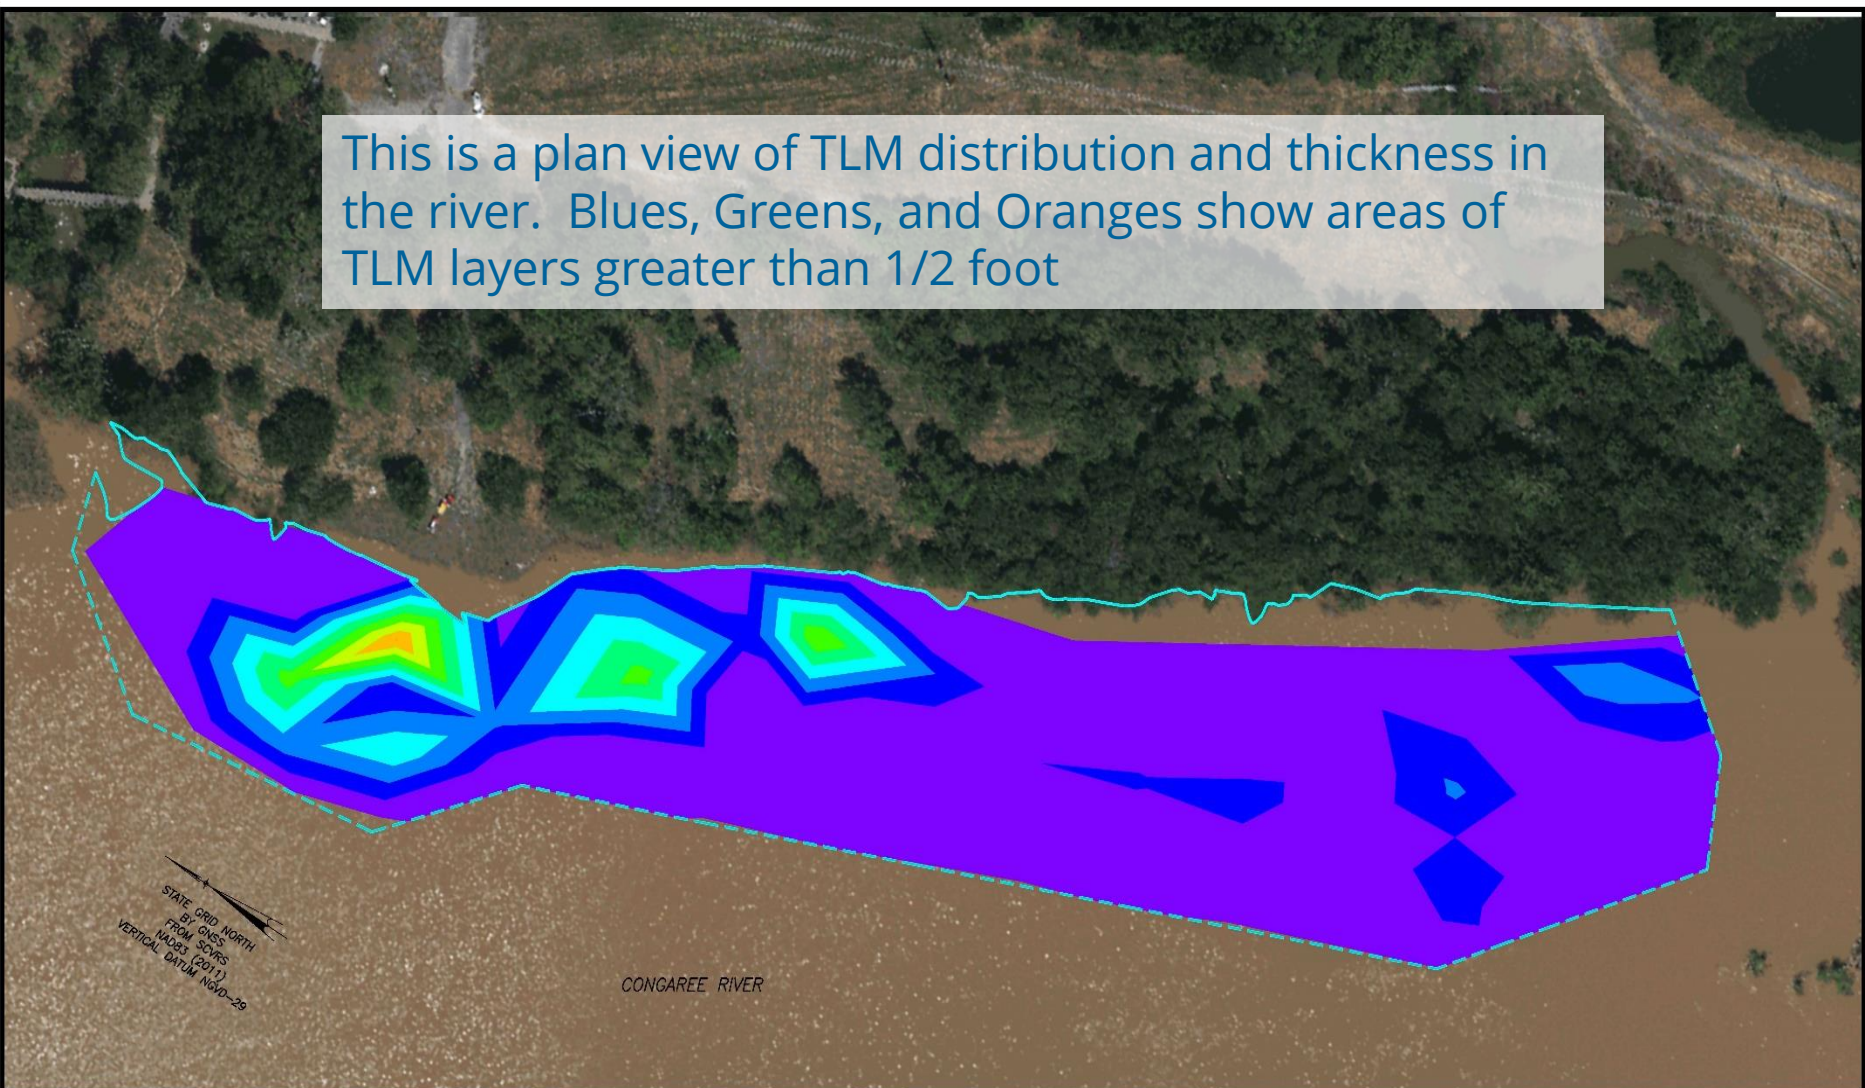 This is a plan view of TLM distribution and thickness in
the river. Blues, Greens, and Oranges show areas of
TLM layers greater than 1/2 foot
STATE GRID NORTH
BY GNSS
FROM SCVRS
NAD83 (2011)
VERTICAL DATUM NGVD-29
CONGAREE RIVER